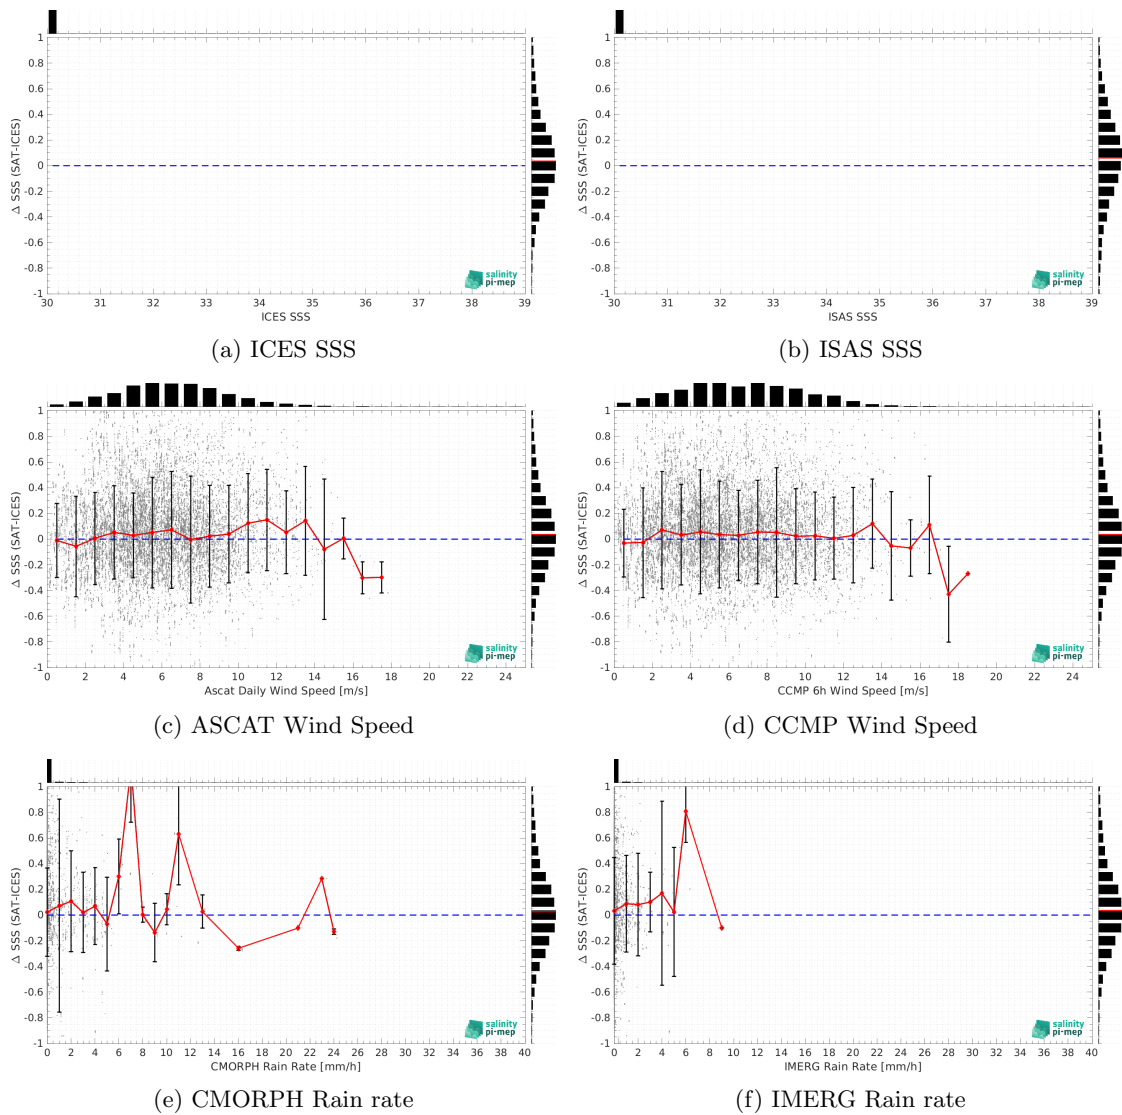 1
0.8
0.6
0.4
0.2
0
-0.2
-0.4
-0.6
-0.8
-1
Δ SSS (SAT-ICES)
30 31 32 33 34 35 36 37 38 39
ICES SSS
salinity
pi-mep
(a) ICES SSS
1
0.8
0.6
0.4
0.2
0
-0.2
-0.4
-0.6
-0.8
-1
Δ SSS (SAT-ICES)
30 31 32 33 34 35 36 37 38 39
ISAS SSS
salinity
pi-mep
(b) ISAS SSS
1
0.8
0.6
0.4
0.2
0
-0.2
-0.4
-0.6
-0.8
-1
Δ SSS (SAT-ICES)
0 2 4 6 8 10 12 14 16 18 20 22 24
Ascat Daily Wind Speed [m/s]
salinity
pi-mep
(c) ASCAT Wind Speed
1
0.8
0.6
0.4
0.2
0
-0.2
-0.4
-0.6
-0.8
-1
Δ SSS (SAT-ICES)
0 2 4 6 8 10 12 14 16 18 20 22 24
CCMP 6h Wind Speed [m/s]
salinity
pi-mep
(d) CCMP Wind Speed
1
0.8
0.6
0.4
0.2
0
-0.2
-0.4
-0.6
-0.8
-1
Δ SSS (SAT-ICES)
0 2 4 6 8 10 12 14 16 18 20 22 24 26 28 30 32 34 36 38 40
CMORPH Rain Rate [mm/h]
salinity
pi-mep
(e) CMORPH Rain rate
1
0.8
0.6
0.4
0.2
0
-0.2
-0.4
-0.6
-0.8
-1
Δ SSS (SAT-ICES)
0 2 4 6 8 10 12 14 16 18 20 22 24 26 28 30 32 34 36 38 40
IMERG Rain Rate [mm/h]
salinity
pi-mep
(f) IMERG Rain rate